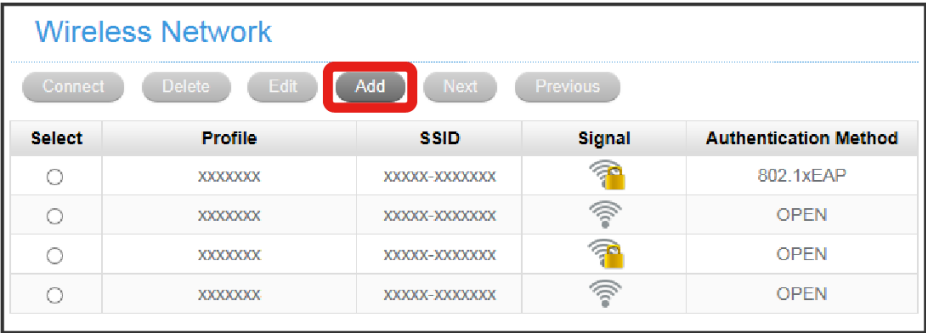 Wireless Network
Connect Delete Edit Add Next Previous
Select Profile SSID Signal Authentication Method
xxxxxxx xxxxx-xxxxxxx 802.1xEAP
xxxxxxx xxxxx-xxxxxxx OPEN
xxxxxxx xxxxx-xxxxxxx OPEN
xxxxxxx xxxxx-xxxxxxx OPEN